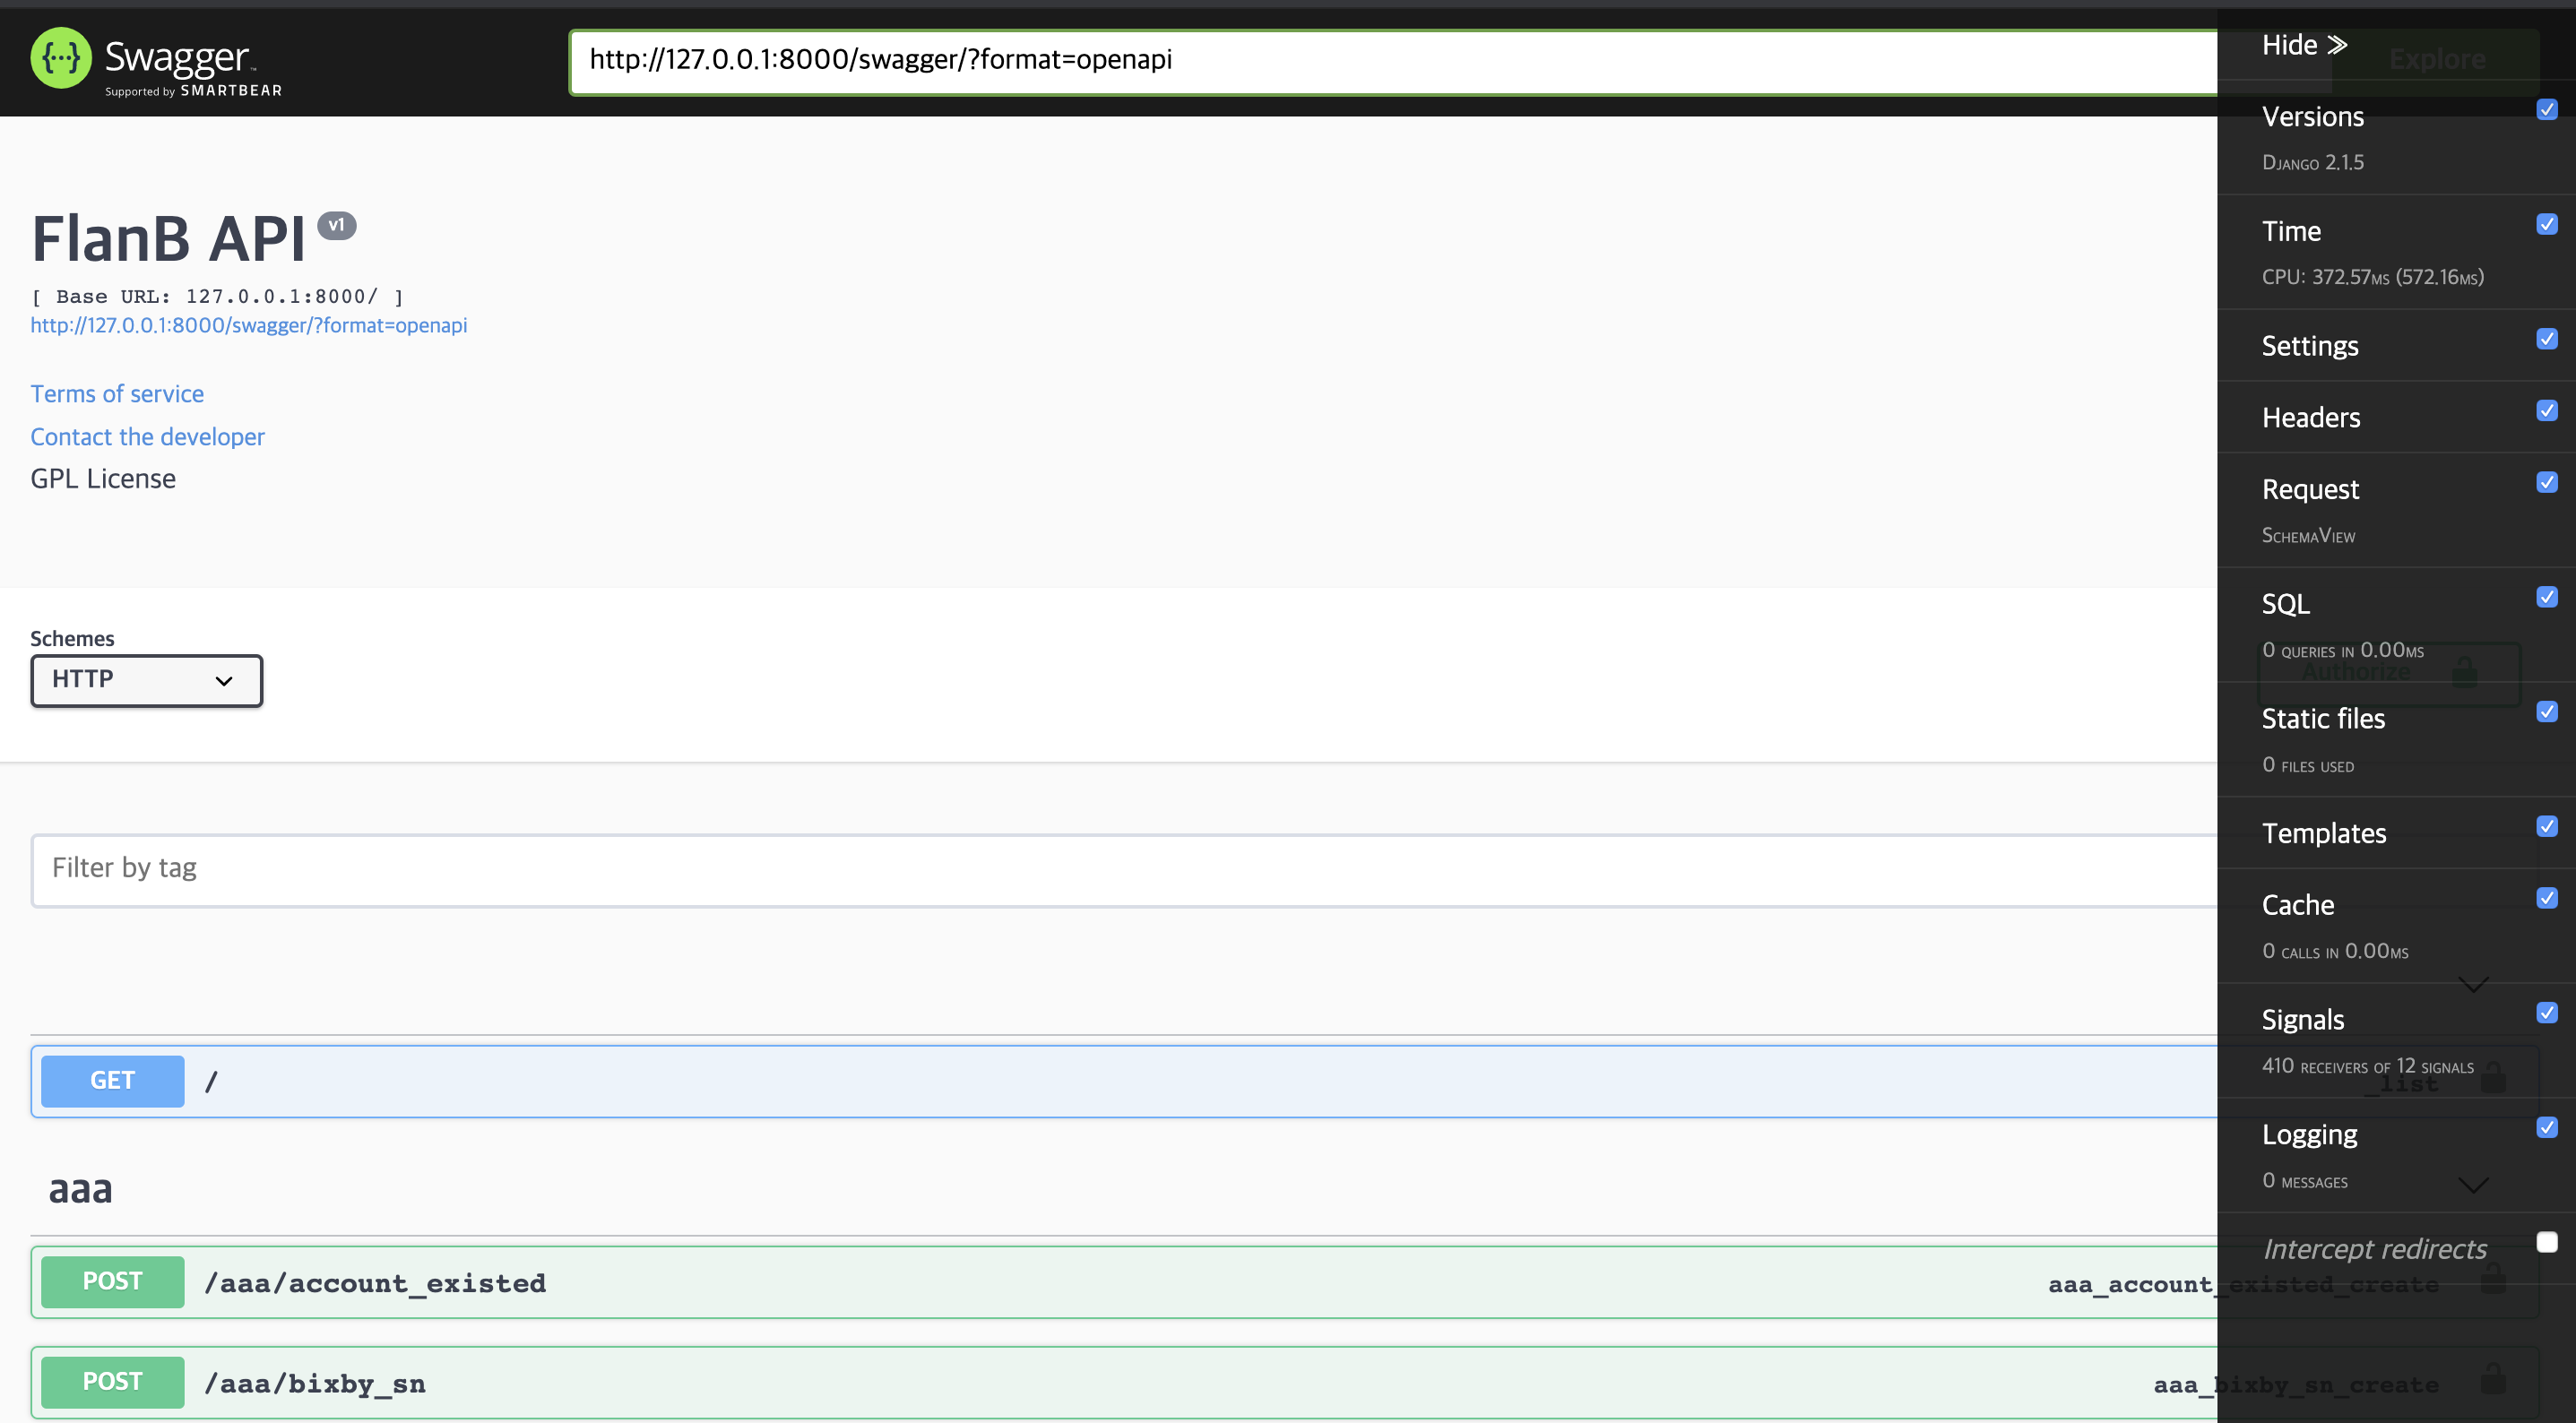 Swagger™
Supported by SMARTBEAR
http://127.0.0.1:8000/swagger/?format=openapi
Explore
FlanB API v1
[ Base URL: 127.0.0.1:8000/ ]
http://127.0.0.1:8000/swagger/?format=openapi
Terms of service
Contact the developer
GPL License
Schemes
HTTP
Authorize
Filter by tag
GET / _list
aaa
POST /aaa/account_existed aaa_account_existed_create
POST /aaa/bixby_sn aaa_bixby_sn_create
Hide »
Versions
Django 2.1.5
Time
CPU: 372.57ms (572.16ms)
Settings
Headers
Request
SchemaView
SQL
0 queries in 0.00ms
Static files
0 files used
Templates
Cache
0 calls in 0.00ms
Signals
410 receivers of 12 signals
Logging
0 messages
Intercept redirects